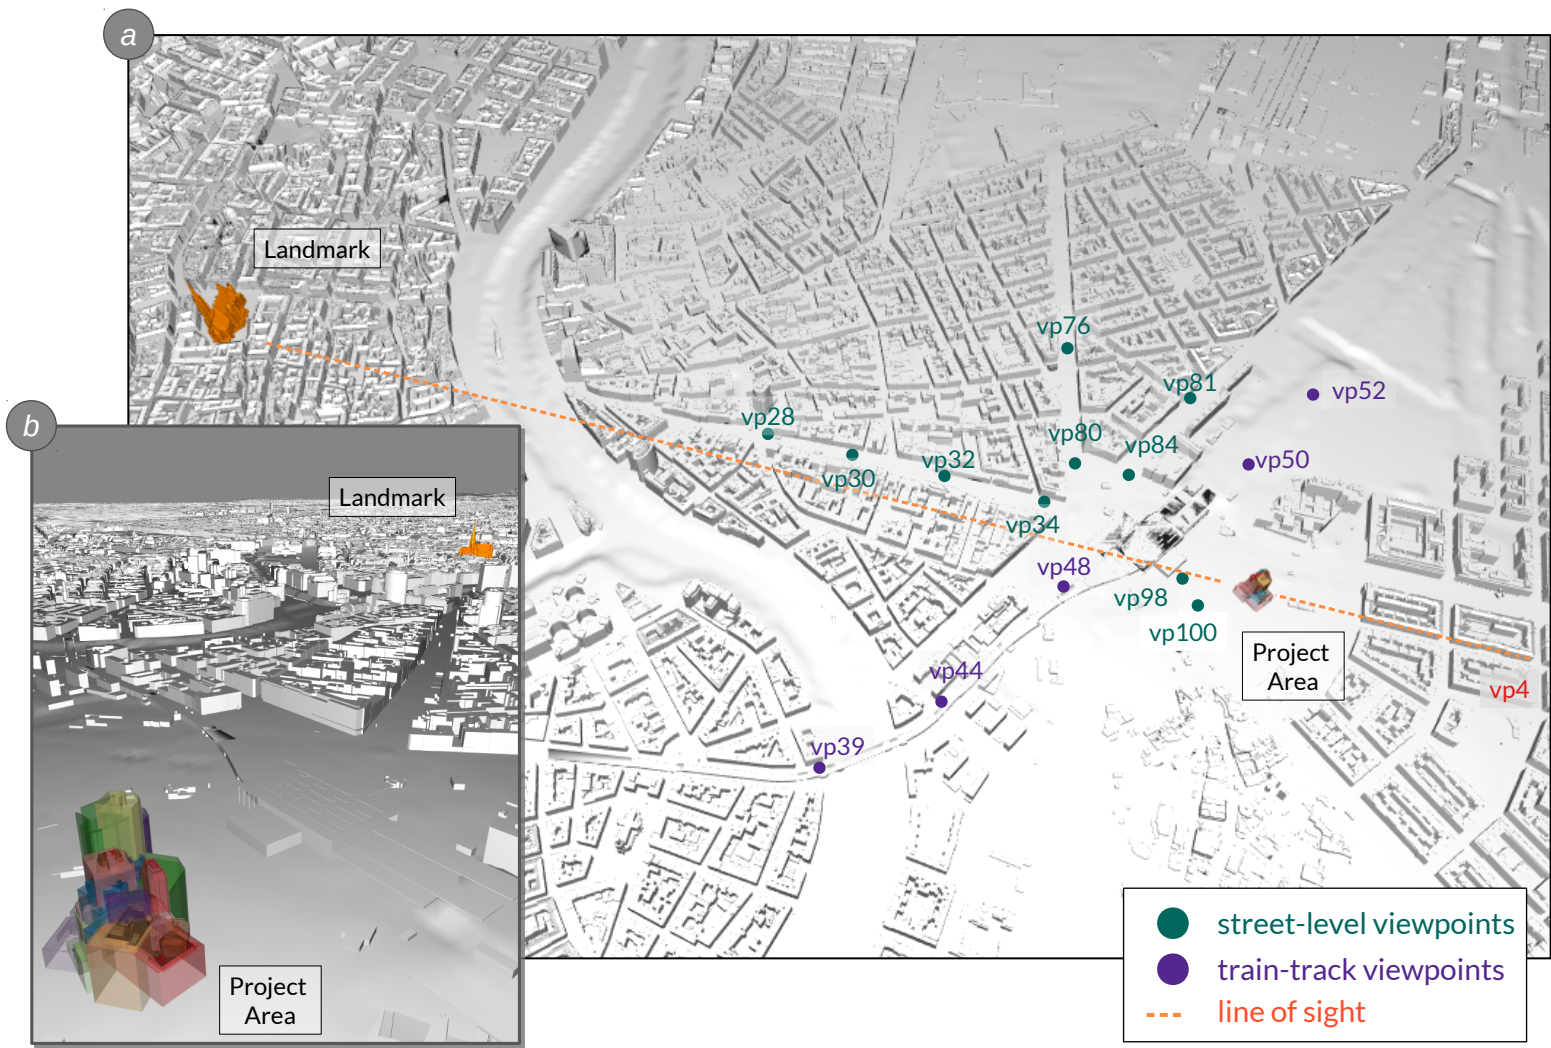 a
Landmark
vp76
vp81
vp52
vp28
vp80
vp84
vp30
vp32
vp50
vp34
vp48
vp98
vp100
Project
Area
vp44
vp4
vp39
b
Landmark
Project
Area
street-level viewpoints
train-track viewpoints
line of sight